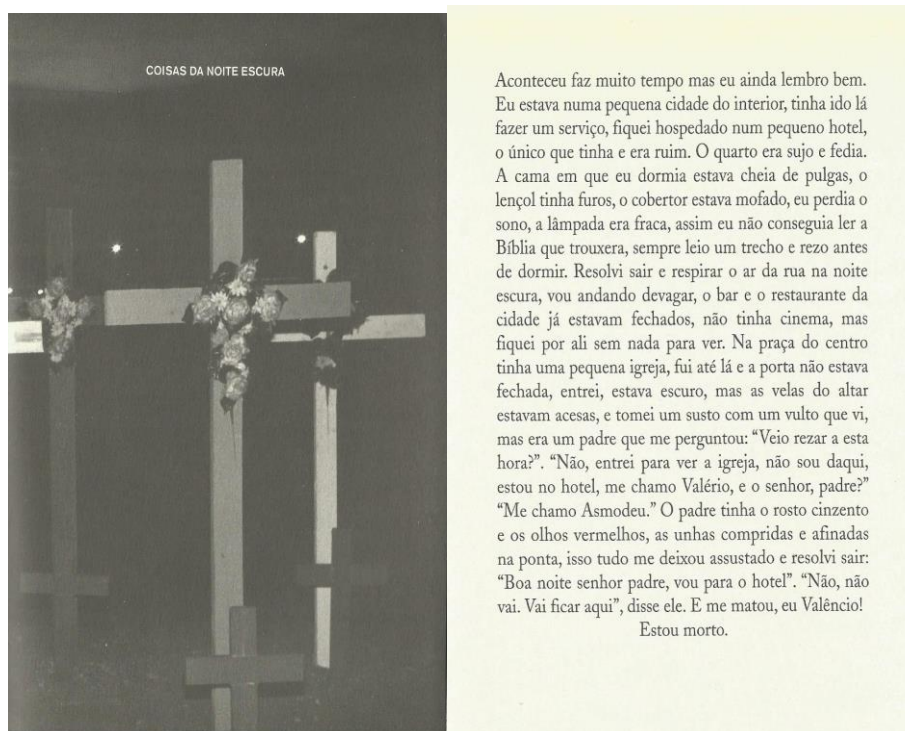 COISAS DA NOITE ESCURA
Aconteceu faz muito tempo mas eu ainda lembro bem.
Eu estava numa pequena cidade do interior, tinha ido lá
fazer um serviço, fiquei hospedado num pequeno hotel,
o único que tinha e era ruim. O quarto era sujo e fedia.
A cama em que eu dormia estava cheia de pulgas, o
lençol tinha furos, o cobertor estava mofado, eu perdia o
sono, a lâmpada era fraca, assim eu não conseguia ler a
Bíblia que trouxera, sempre leio um trecho e rezo antes
de dormir. Resolvi sair e respirar o ar da rua na noite
escura, vou andando devagar, o bar e o restaurante da
cidade já estavam fechados, não tinha cinema, mas
fiquei por ali sem nada para ver. Na praça do centro
tinha uma pequena igreja, fui até lá e a porta não estava
fechada, entrei, estava escuro, mas as velas do altar
estavam acesas, e tomei um susto com um vulto que vi,
mas era um padre que me perguntou: “Veio rezar a esta
hora?”. “Não, entrei para ver a igreja, não sou daqui,
estou no hotel, me chamo Valério, e o senhor, padre?”
“Me chamo Asmodeu.” O padre tinha o rosto cinzento
e os olhos vermelhos, as unhas compridas e afinadas
na ponta, isso tudo me deixou assustado e resolvi sair:
“Boa noite senhor padre, vou para o hotel”. “Não, não
vai. Vai ficar aqui”, disse ele. E me matou, eu Valêncio!
Estou morto.